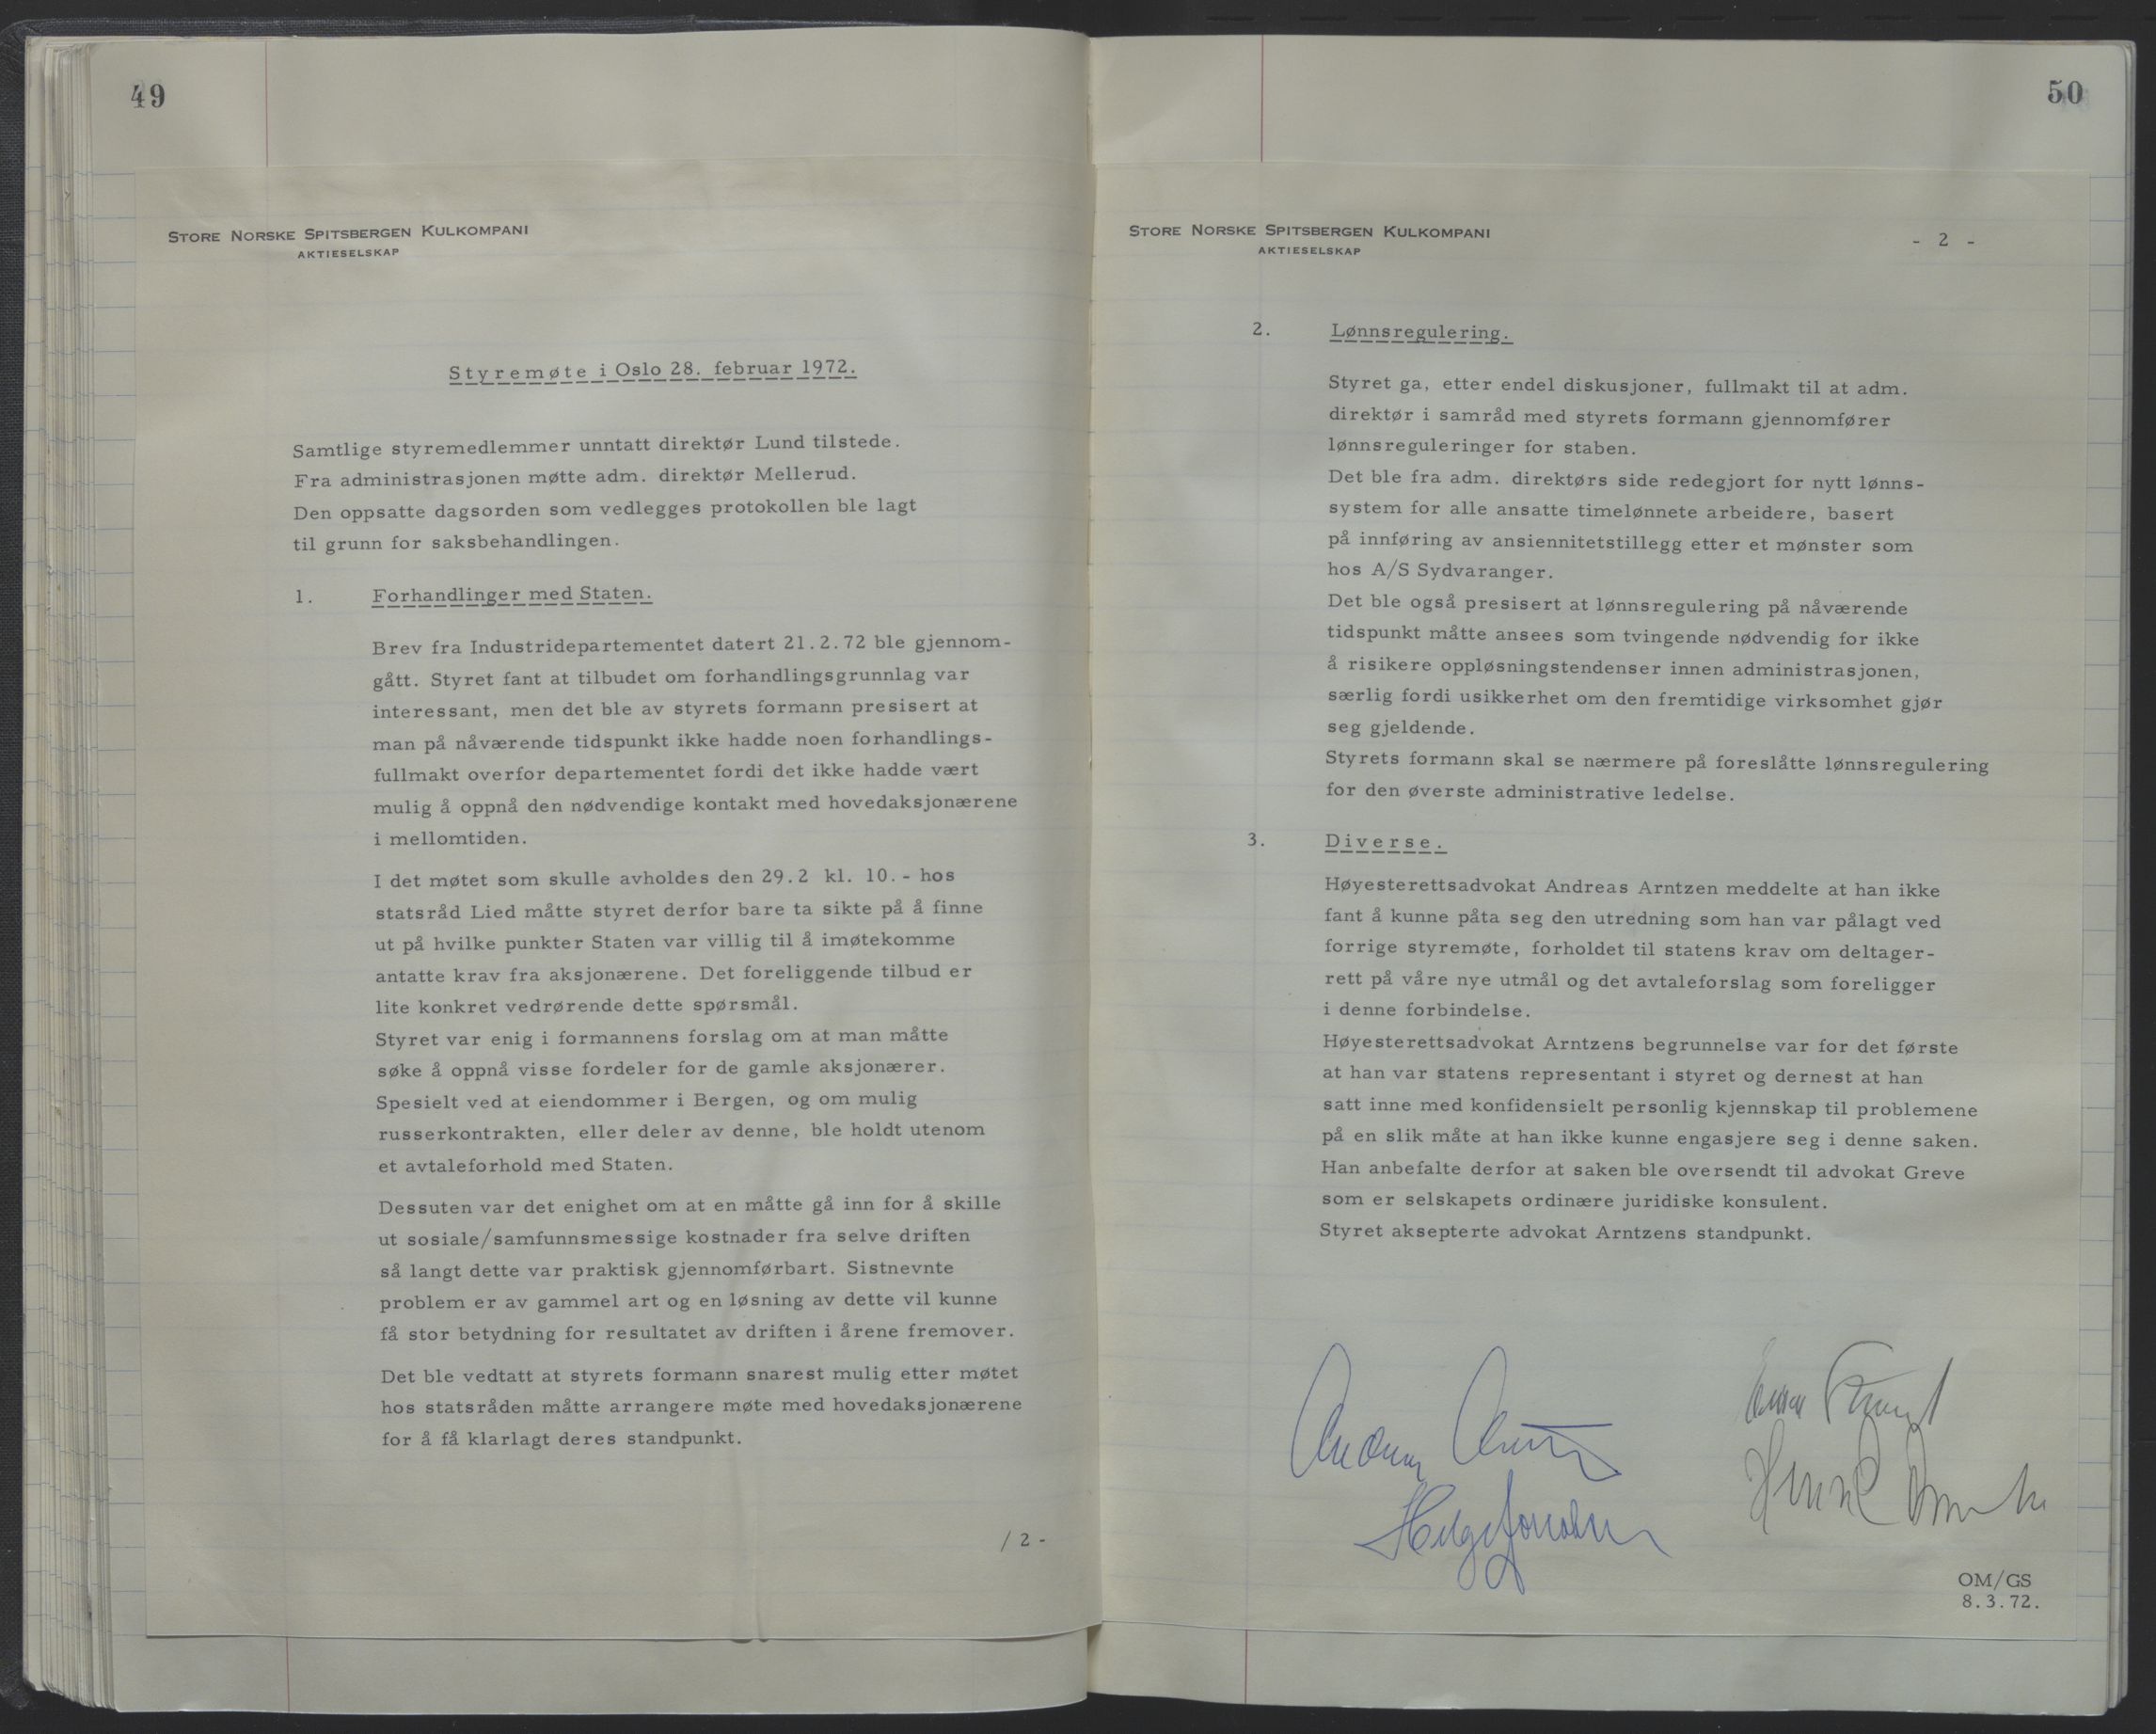 49
STORE NORSKE SPITSBERGEN KULKOMPANI
AKTIESELSKAP
Styremøte i Oslo 28. februar 1972.
Samtlige styremedlemmer unntatt direktør Lund tilstede.
Fra administrasjonen møtte adm. direktør Mellerud.
Den oppsatte dagsorden som vedlegges protokollen ble lagt
til grunn for saksbehandlingen.
1. Forhandlinger med Staten.
Brev fra Industridepartementet datert 21.2.72 ble gjennom-
gått. Styret fant at tilbudet om forhandlingsgrunnlag var
interessant, men det ble av styrets formann presisert at
man på nåværende tidspunkt ikke hadde noen forhandlings-
fullmakt overfor departementet fordi det ikke hadde vært
mulig å oppnå den nødvendige kontakt med hovedaksjonærene
i mellomtiden.
I det møtet som skulle avholdes den 29.2 kl. 10.- hos
statsråd Lied måtte styret derfor bare ta sikte på å finne
ut på hvilke punkter Staten var villig til å imøtekomme
antatte krav fra aksjonærene. Det foreliggende tilbud er
lite konkret vedrørende dette spørsmål.
Styret var enig i formannens forslag om at man måtte
søke å oppnå visse fordeler for de gamle aksjonærer.
Spesielt ved at eiendommer i Bergen, og om mulig
russerkontrakten, eller deler av denne, ble holdt utenom
et avtaleforhold med Staten.
Dessuten var det enighet om at en måtte gå inn for å skille
ut sosiale/samfunnsmessige kostnader fra selve driften
så langt dette var praktisk gjennomførbart. Sistnevnte
problem er av gammel art og en løsning av dette vil kunne
få stor betydning for resultatet av driften i årene fremover.
Det ble vedtatt at styrets formann snarest mulig etter møtet
hos statsråden måtte arrangere møte med hovedaksjonærene
for å få klarlagt deres standpunkt.
/ 2 -
50
STORE NORSKE SPITSBERGEN KULKOMPANI
AKTIESELSKAP
- 2 -
2. Lønnsregulering.
Styret ga, etter endel diskusjoner, fullmakt til at adm.
direktør i samråd med styrets formann gjennomfører
lønnsreguleringer for staben.
Det ble fra adm. direktørs side redegjort for nytt lønns-
system for alle ansatte timelønnete arbeidere, basert
på innføring av ansiennitetstillegg etter et mønster som
hos A/S Sydvaranger.
Det ble også presisert at lønnsregulering på nåværende
tidspunkt måtte ansees som tvingende nødvendig for ikke
å risikere oppløsningstendenser innen administrasjonen,
særlig fordi usikkerhet om den fremtidige virksomhet gjør
seg gjeldende.
Styrets formann skal se nærmere på foreslåtte lønnsregulering
for den øverste administrative ledelse.
3. Diverse.
Høyesterettsadvokat Andreas Arntzen meddelte at han ikke
fant å kunne påta seg den utredning som han var pålagt ved
forrige styremøte, forholdet til statens krav om deltager-
rett på våre nye utmål og det avtaleforslag som foreligger
i denne forbindelse.
Høyesterettsadvokat Arntzens begrunnelse var for det første
at han var statens representant i styret og dernest at han
satt inne med konfidensielt personlig kjennskap til problemene
på en slik måte at han ikke kunne engasjere seg i denne saken.
Han anbefalte derfor at saken ble oversendt til advokat Greve
som er selskapets ordinære juridiske konsulent.
Styret aksepterte advokat Arntzens standpunkt.
OM/GS
8.3.72.